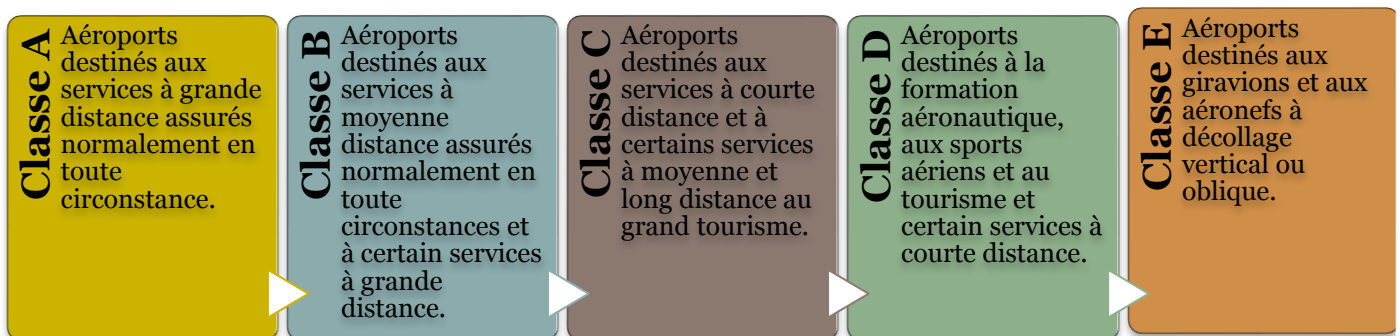 Classe A
Aéroports
destinés aux
services à grande
distance assurés
normalement en
toute
circonstance.
Classe B
Aéroports
destinés aux
services à
moyenne
distance assurés
normalement en
toute
circonstances et
à certain services
à grande
distance.
Classe C
Aéroports
destinés aux
services à courte
distance et à
certains services
à moyenne et
long distance au
grand tourisme.
Classe D
Aéroports
destinés à la
formation
aéronautique,
aux sports
aériens et au
tourisme et
certain services à
courte distance.
Classe E
Aéroports
destinés aux
giravions et aux
aéronefs à
décollage
vertical ou
oblique.